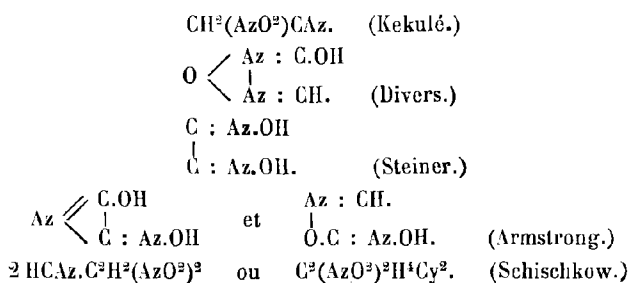 CH²(AzO²)CAz. (Kekulé.)
Az : C.OH
O
Az : CH. (Divers.)
C : Az.OH
C : Az.OH. (Steiner.)
C.OH Az : CH.
Az et
C : Az.OH O.C : Az.OH. (Armstrong.)
2 HCAz.C²H²(AzO²)² ou C²(AzO²)²H⁴Cy². (Schischkow.)